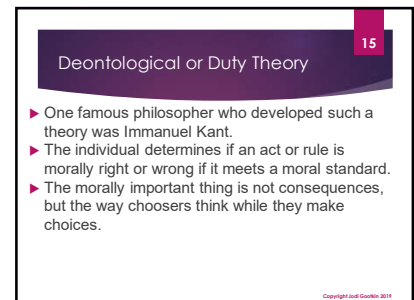 15
Deontological or Duty Theory
▶ One famous philosopher who developed such a
theory was Immanuel Kant.
▶ The individual determines if an act or rule is
morally right or wrong if it meets a moral standard.
▶ The morally important thing is not consequences,
but the way choosers think while they make
choices.
Copyright Jodi Goodkin 2019